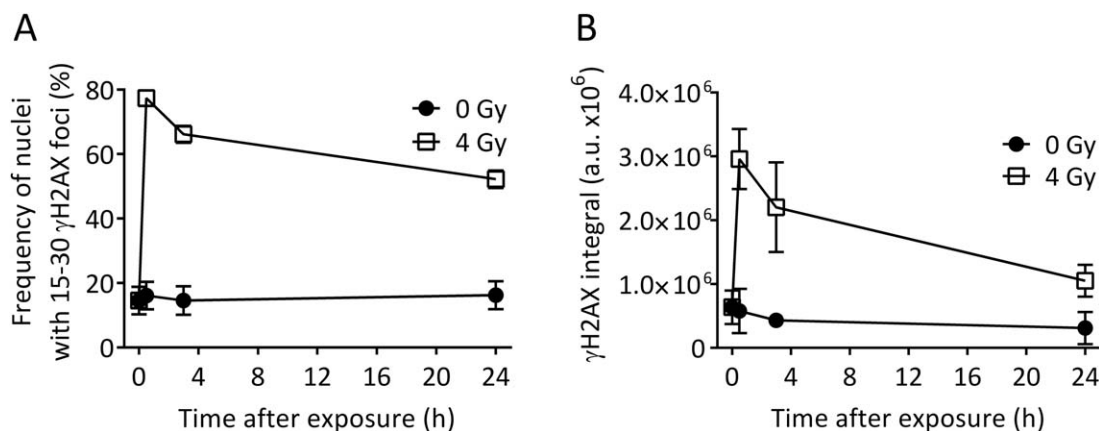 A
Frequency of nuclei
with 15-30 γH2AX foci (%)
80
60
40
20
0
0 Gy
4 Gy
0 4 8 12 16 20 24
Time after exposure (h)
B
γH2AX integral (a.u. x10⁶)
4.0×10⁶
3.0×10⁶
2.0×10⁶
1.0×10⁶
0
0 Gy
4 Gy
0 4 8 12 16 20 24
Time after exposure (h)